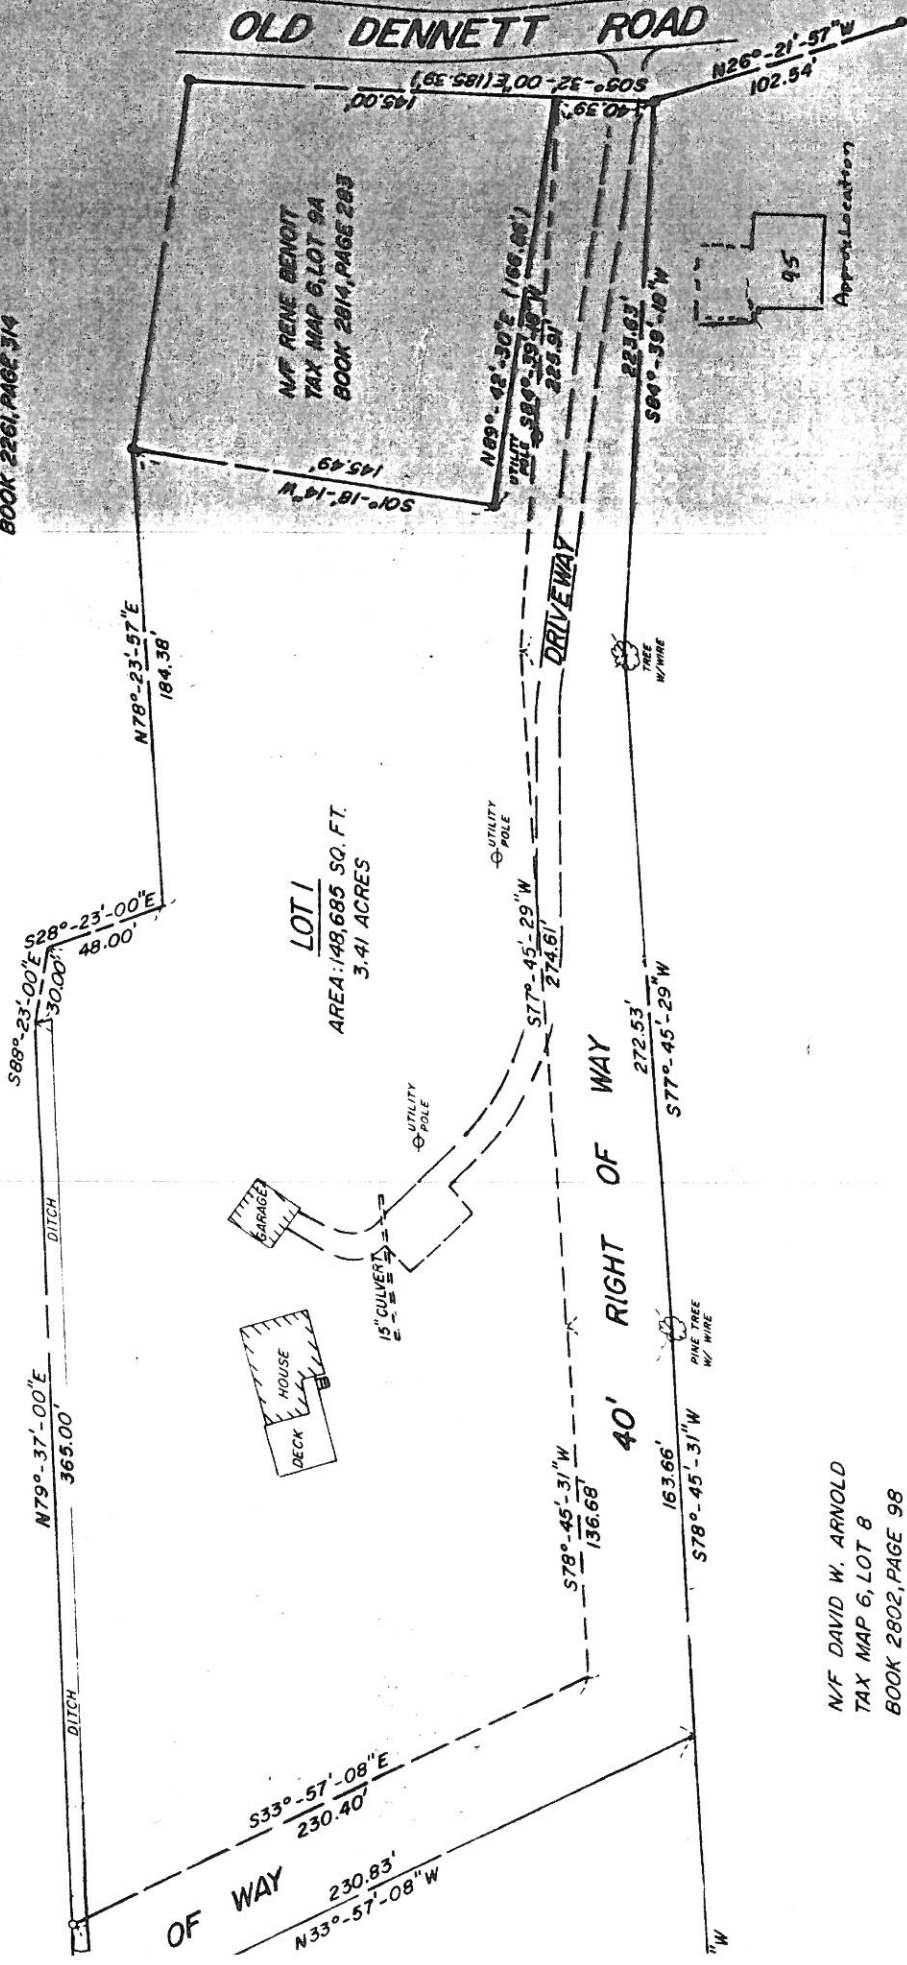 OLD DENNETT ROAD
BOOK 2261, PAGE 314
N26°-21'-57"W
102.54'
S05°-32'-00"E (185.39')
145.00'
40.39'
N/F RENE BENOIT
TAX MAP 6, LOT 9A
BOOK 2814, PAGE 283
N89°-42'-30"E (166.06')
UTILITY
POLE
S84°-39'-18"W
225.91'
223.63'
S84°-39'-18"W
95
Approx Location
145.49'
S01°-18'-14"W
DRIVEWAY
N78°-23'-57"E
184.38'
TREE
W/WIRE
S28°-23'-00"E
48.00'
S88°-23'-00"E
30.00'
LOT 1
AREA: 148,685 SQ. FT.
3.41 ACRES
UTILITY
POLE
S77°-45'-29"W
274.61'
272.53'
S77°-45'-29"W
UTILITY
POLE
DITCH
GARAGE
15" CULVERT
HOUSE
DECK
40' RIGHT OF WAY
PINE TREE
W/ WIRE
N79°-37'-00"E
365.00'
S78°-45'-31"W
136.68'
163.66'
S78°-45'-31"W
DITCH
S33°-57'-08"E
230.40'
OF WAY
230.83'
N33°-57'-08"W
"W
N/F DAVID W. ARNOLD
TAX MAP 6, LOT 8
BOOK 2802, PAGE 98